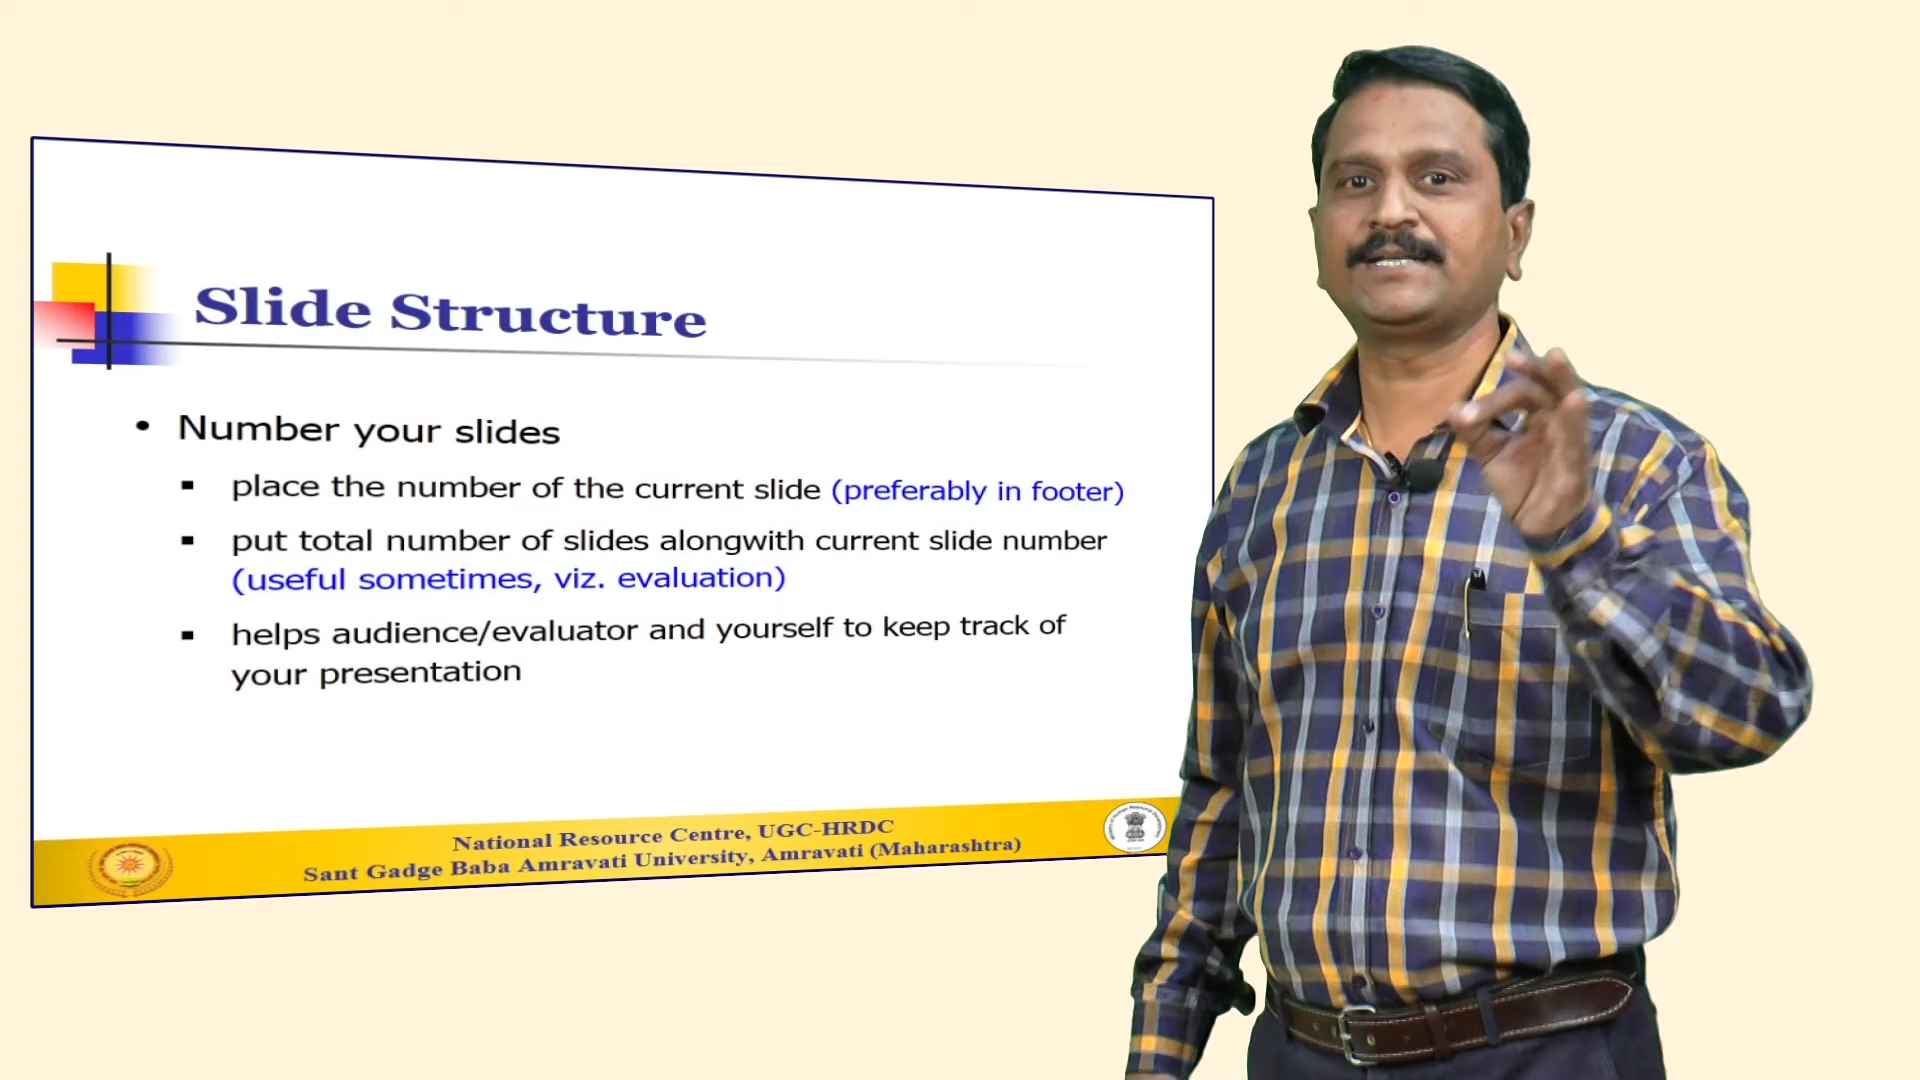 Slide Structure
• Number your slides
▪ place the number of the current slide (preferably in footer)
▪ put total number of slides alongwith current slide number
(useful sometimes, viz. evaluation)
▪ helps audience/evaluator and yourself to keep track of
your presentation
National Resource Centre, UGC-HRDC
Sant Gadge Baba Amravati University, Amravati (Maharashtra)